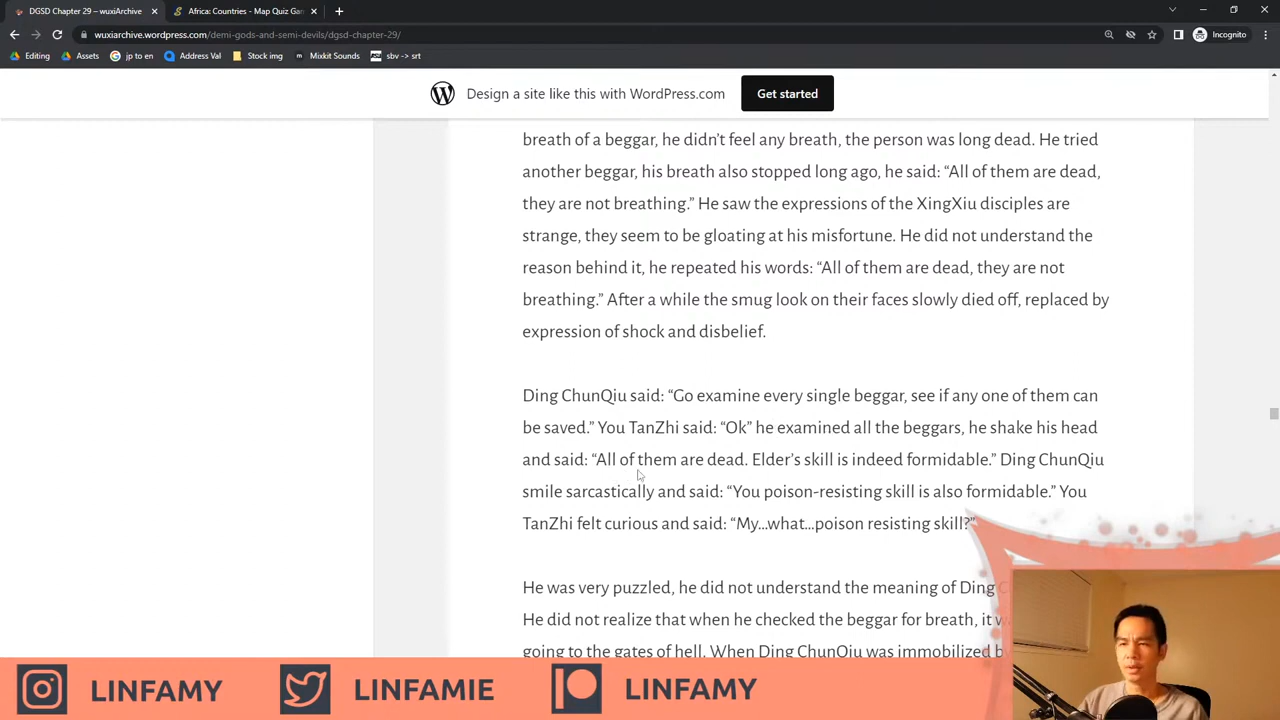 DGSD Chapter 29 – wuxiArchive
Africa: Countries - Map Quiz Gam
wuxiarchive.wordpress.com/demi-gods-and-semi-devils/dgsd-chapter-29/
Incognito
Editing
Assets
jp to en
Address Val
Stock img
Mixkit Sounds
sbv -> srt
Design a site like this with WordPress.com
Get started
breath of a beggar, he didn’t feel any breath, the person was long dead. He tried
another beggar, his breath also stopped long ago, he said: “All of them are dead,
they are not breathing.” He saw the expressions of the XingXiu disciples are
strange, they seem to be gloating at his misfortune. He did not understand the
reason behind it, he repeated his words: “All of them are dead, they are not
breathing.” After a while the smug look on their faces slowly died off, replaced by
expression of shock and disbelief.
Ding ChunQiu said: “Go examine every single beggar, see if any one of them can
be saved.” You TanZhi said: “Ok” he examined all the beggars, he shake his head
and said: “All of them are dead. Elder’s skill is indeed formidable.” Ding ChunQiu
smile sarcastically and said: “You poison-resisting skill is also formidable.” You
TanZhi felt curious and said: “My…what…poison resisting skill?”
He was very puzzled, he did not understand the meaning of Ding
He did not realize that when he checked the beggar for breath, it
going to the gates of hell. When Ding ChunQiu was immobilized
LINFAMY
LINFAMIE
LINFAMY